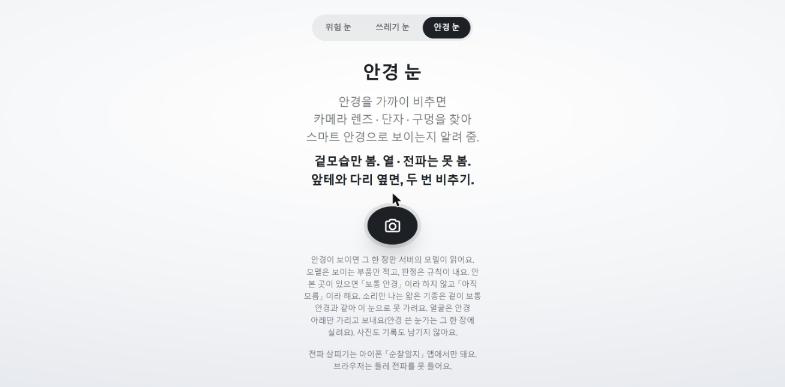 위험 눈
쓰레기 눈
안경 눈
안경 눈
안경을 가까이 비추면
카메라 렌즈 · 단자 · 구멍을 찾아
스마트 안경으로 보이는지 알려 줌.
겉모습만 봄. 열 · 전파는 못 봄.
앞테와 다리 옆면, 두 번 비추기.
안경이 보이면 그 한 장만 서버의 모델이 읽어요.
모델은 보이는 부품만 적고, 판정은 규칙이 내요. 안
본 곳이 있으면 「보통 안경」이라 하지 않고 「아직
모름」이라 해요. 소리만 나는 얇은 기종은 겉이 보통
안경과 같아 이 눈으로 못 가려요. 얼굴은 안경
아래만 가리고 보내요(안경 쓴 눈가는 그 한 장에
실려요). 사진도 기록도 남기지 않아요.
전파 살피기는 아이폰 「순찰일지」 앱에서만 돼요.
브라우저는 둘레 전파를 못 들어요.